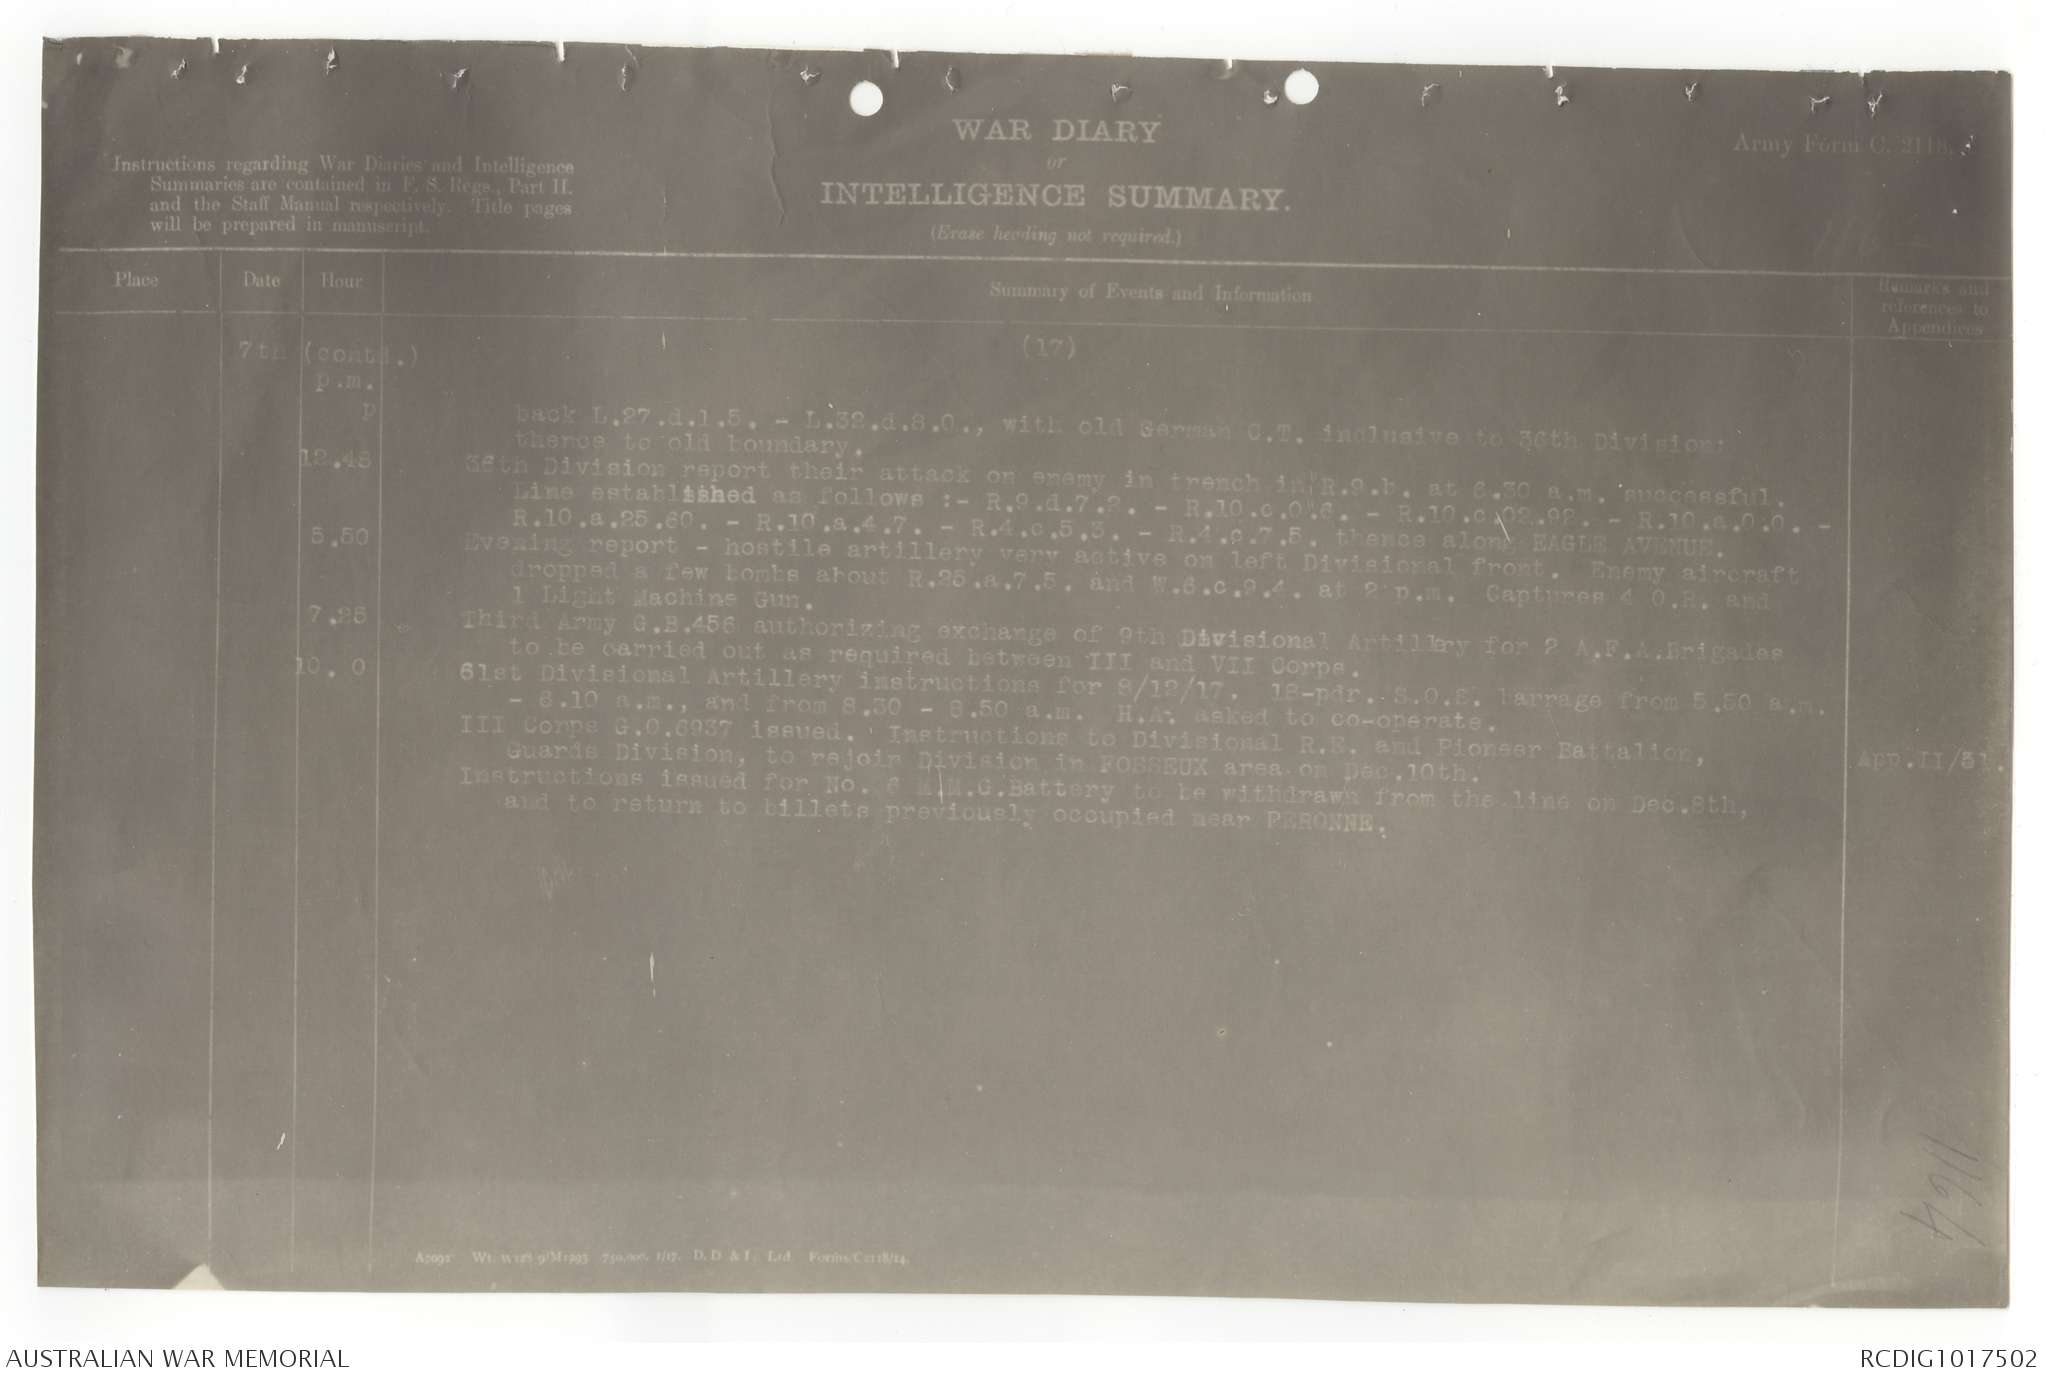 WAR DIARY
or
INTELLIGENCE SUMMARY.
(Erase heading not required.)
Army Form C. 2118.
Instructions regarding War Diaries and Intelligence
Summaries are contained in F. S. Regs., Part II.
and the Staff Manual respectively. Title pages
will be prepared in manuscript.
Place Date Hour Summary of Events and Information Remarks and
references to
Appendices
7th (contd.) (17)
p.m.
p
back L.27.d.1.5. - L.32.d.8.0., with old German C.T. inclusive to 36th Division;
thence to old boundary.
12.45 36th Division report their attack on enemy in trench in R.9.b. at 6.30 a.m. successful.
Line established as follows :- R.9.d.7.2. - R.10.c.0.6. - R.10.c.02.92. - R.10.a.0.0. -
R.10.a.25.60. - R.10.a.4.7. - R.4.c.5.3. - R.4.c.7.5. thence along EAGLE AVENUE.
5.50 Evening report - hostile artillery very active on left Divisional front. Enemy aircraft
dropped a few bombs about R.25.a.7.5. and W.6.c.9.4. at 2 p.m. Captures 4 O.R. and
1 Light Machine Gun.
7.25 Third Army G.B.456 authorizing exchange of 9th Divisional Artillery for 2 A.F.A.Brigades
to be carried out as required between III and VII Corps.
10. 0 61st Divisional Artillery instructions for 8/12/17. 18-pdr. S.O.S. barrage from 5.50 a.m.
- 6.10 a.m., and from 8.30 - 8.50 a.m. H.A. asked to co-operate.
III Corps G.O.6937 issued. Instructions to Divisional R.E. and Pioneer Battalion,
Guards Division, to rejoin Division in FOSSEUX area on Dec.10th. App.II/31.
Instructions issued for No. 6 M.M.G.Battery to be withdrawn from the line on Dec.8th,
and to return to billets previously occupied near PERONNE.
1164
750,000. 1/17. D. D & L. Ltd. Forms/C2118/14.
AUSTRALIAN WAR MEMORIAL
RCDIG1017502